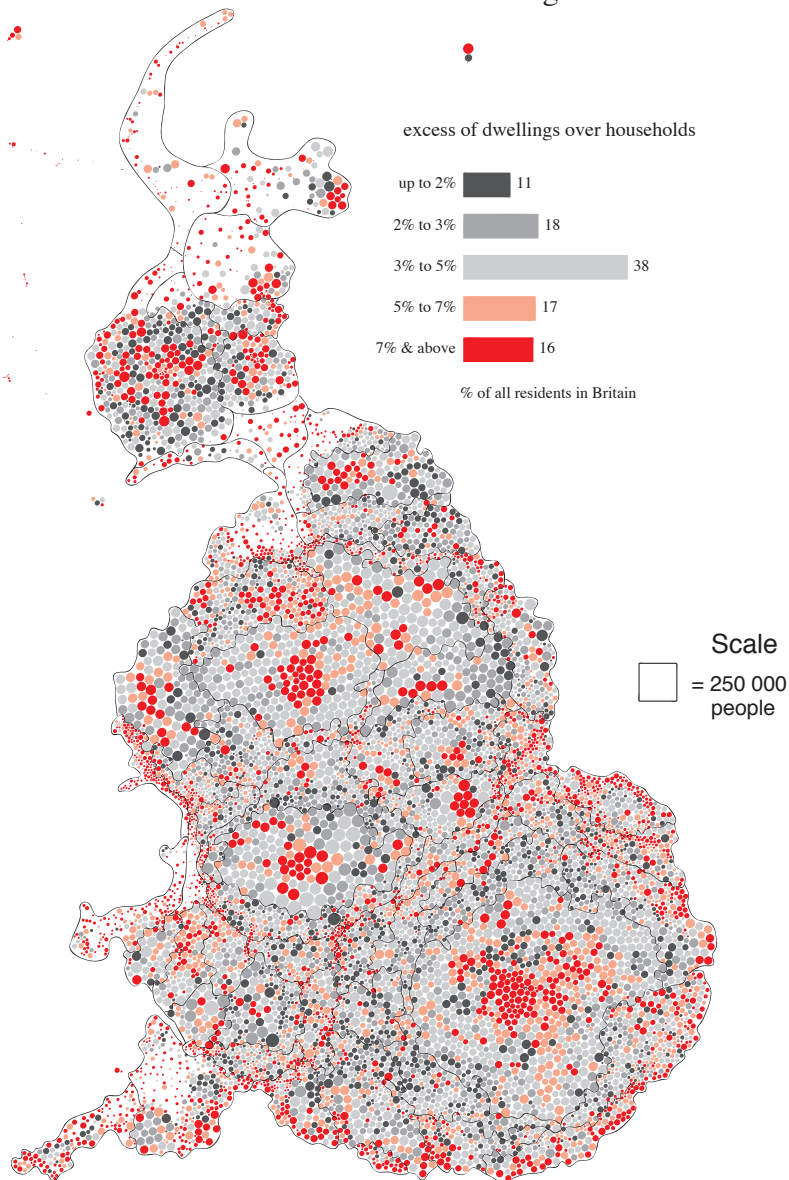 excess of dwellings over households
up to 2% 11
2% to 3% 18
3% to 5% 38
5% to 7% 17
7% & above 16
% of all residents in Britain
Scale
= 250 000
people